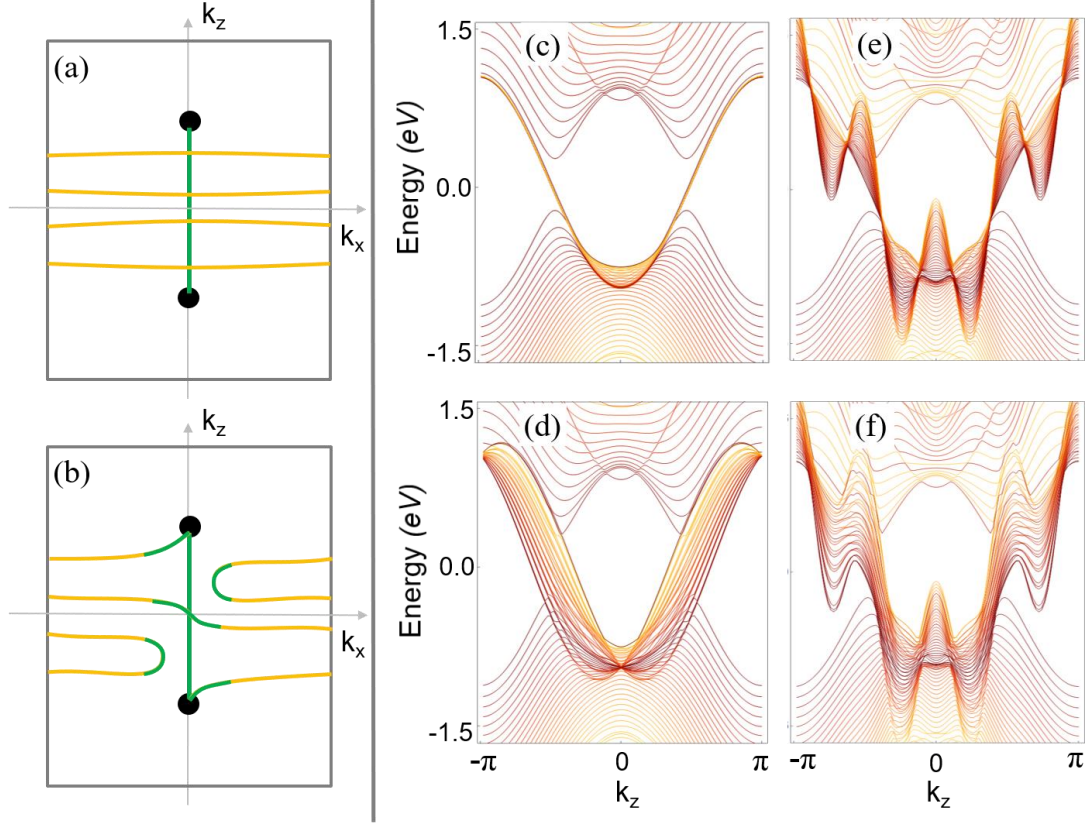 (a)
k_z
k_x
(b)
k_z
k_x
(c)
1.5
0.0
-1.5
Energy (eV)
(e)
(d)
1.5
0.0
-1.5
Energy (eV)
-π 0 π
k_z
(f)
-π 0 π
k_z